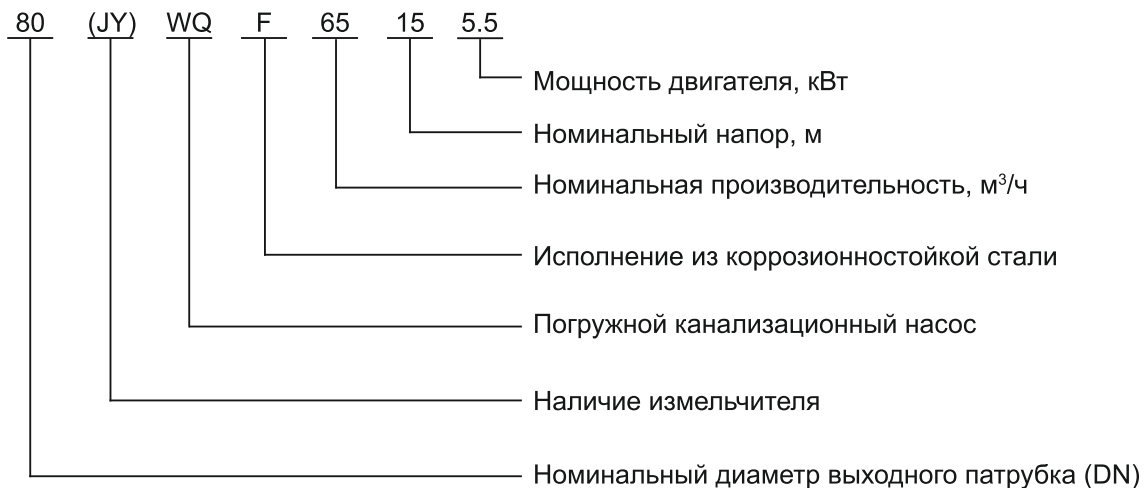 80 (JY) WQ F 65 15 5.5
Мощность двигателя, кВт
Номинальный напор, м
Номинальная производительность, м³/ч
Исполнение из коррозионностойкой стали
Погружной канализационный насос
Наличие измельчителя
Номинальный диаметр выходного патрубка (DN)